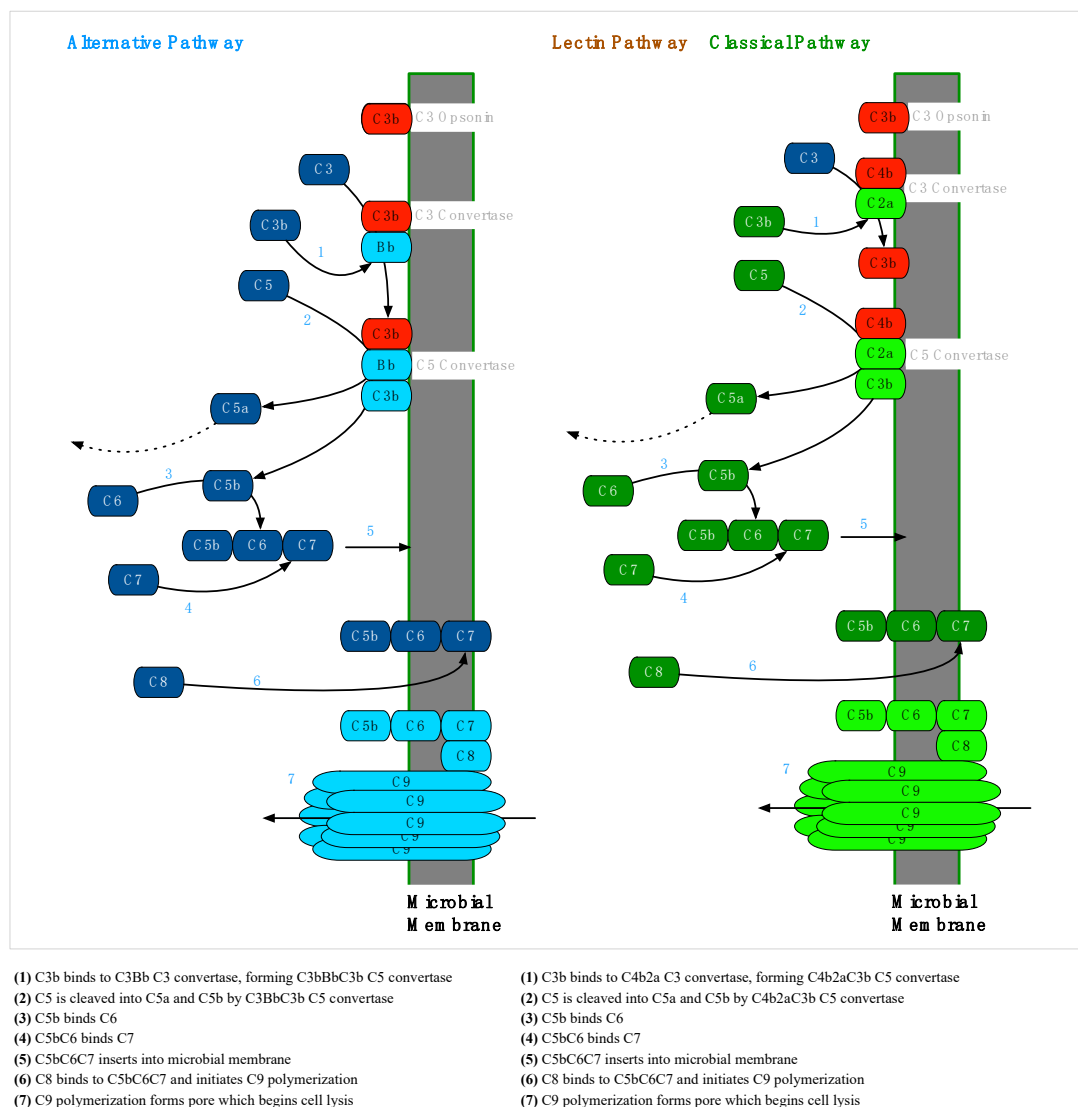 Alternative Pathway
Lectin Pathway Classical Pathway
C3b
C3 Opsonin
C3
C3b
C3 Convertase
C3b
Bb
1
C5
2
C3b
Bb
C5 Convertase
C3b
C5a
3
C5b
C6
5
C5b C6 C7
C7
4
C5b C6 C7
C8
6
C5b C6 C7
C8
7
C9
C9
C9
C9
C9
Microbial
Membrane
C3b
C3 Opsonin
C3
C4b
C3 Convertase
C2a
C3b
1
C3b
C5
2
C4b
C2a
C5 Convertase
C3b
C5a
3
C5b
C6
5
C5b C6 C7
C7
4
C5b C6 C7
C8
6
C5b C6 C7
C8
7
C9
C9
C9
C9
C9
Microbial
Membrane
(1) C3b binds to C3Bb C3 convertase, forming C3bBbC3b C5 convertase
(2) C5 is cleaved into C5a and C5b by C3BbC3b C5 convertase
(3) C5b binds C6
(4) C5bC6 binds C7
(5) C5bC6C7 inserts into microbial membrane
(6) C8 binds to C5bC6C7 and initiates C9 polymerization
(7) C9 polymerization forms pore which begins cell lysis
(1) C3b binds to C4b2a C3 convertase, forming C4b2aC3b C5 convertase
(2) C5 is cleaved into C5a and C5b by C4b2aC3b C5 convertase
(3) C5b binds C6
(4) C5bC6 binds C7
(5) C5bC6C7 inserts into microbial membrane
(6) C8 binds to C5bC6C7 and initiates C9 polymerization
(7) C9 polymerization forms pore which begins cell lysis